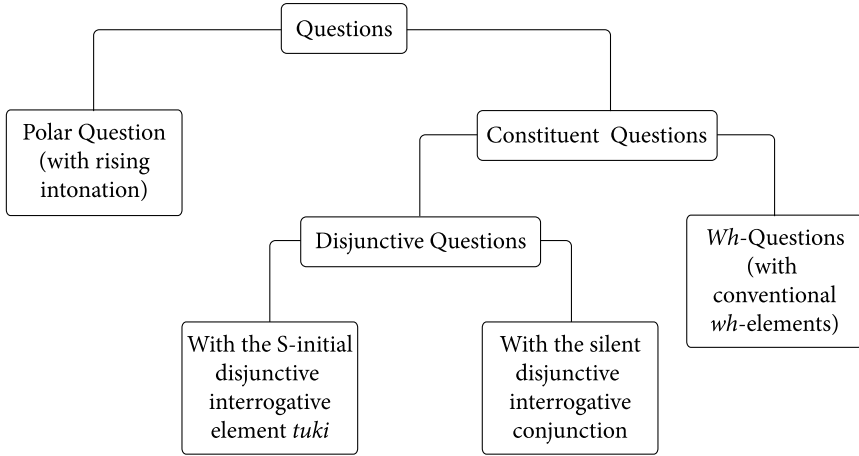 Questions
Polar Question
(with rising
intonation)
Constituent Questions
Disjunctive Questions
Wh-Questions
(with
conventional
wh-elements)
With the S-initial
disjunctive
interrogative
element tuki
With the silent
disjunctive
interrogative
conjunction